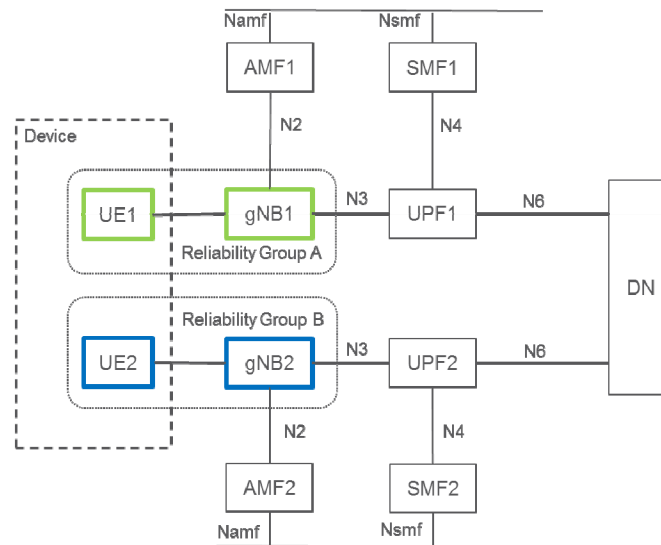 Namf
Nsmf
AMF1
SMF1
N2
N4
Device
UE1
gNB1
N3
UPF1
N6
Reliability Group A
DN
Reliability Group B
UE2
gNB2
N3
UPF2
N6
N2
N4
AMF2
SMF2
Namf
Nsmf